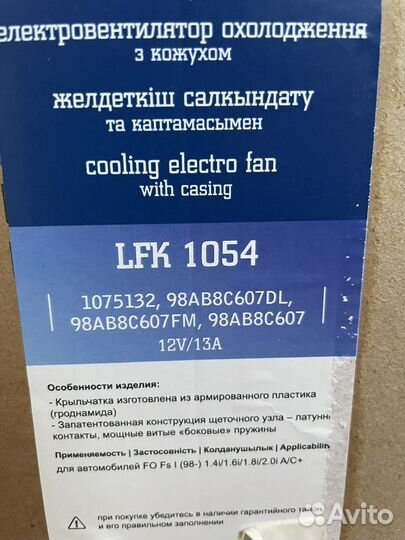 електровентилятор охолодження
з кожухом
желдеткіш салқындату
та каптамасымен
cooling electro fan
with casing
LFK 1054
1075132, 98AB8C607DL,
98AB8C607FM, 98AB8C607
12V/13A
Особенности изделия:
- Крыльчатка изготовлена из армированного пластика
(гроднамида)
- Запатентованная конструкция щеточного узла – латунн
контакты, мощные витые «боковые» пружины
Применяемость | Застосовність | Колданушылык | Applicability
для автомобилей FO Fs I (98-) 1.4i/1.6i/1.8i/2.0i A/C+
при покупке убедитесь в наличии гарантийного талон
и его правильном заполнении
Avito